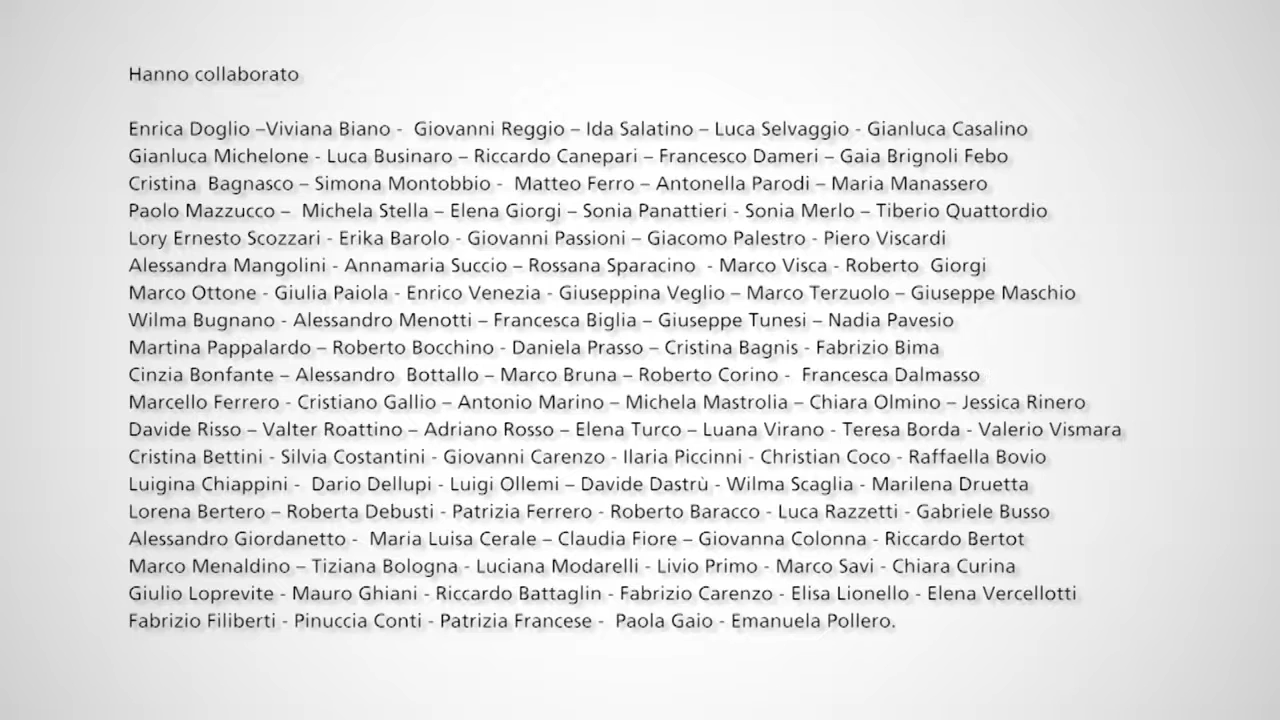 Hanno collaborato
Enrica Doglio –Viviana Biano -  Giovanni Reggio – Ida Salatino – Luca Selvaggio - Gianluca Casalino
Gianluca Michelone - Luca Businaro – Riccardo Canepari – Francesco Dameri – Gaia Brignoli Febo
Cristina  Bagnasco – Simona Montobbio -  Matteo Ferro – Antonella Parodi – Maria Manassero
Paolo Mazzucco –  Michela Stella – Elena Giorgi – Sonia Panattieri - Sonia Merlo – Tiberio Quattordio
Lory Ernesto Scozzari - Erika Barolo - Giovanni Passioni – Giacomo Palestro - Piero Viscardi
Alessandra Mangolini - Annamaria Succio – Rossana Sparacino  - Marco Visca - Roberto  Giorgi
Marco Ottone - Giulia Paiola - Enrico Venezia - Giuseppina Veglio – Marco Terzuolo – Giuseppe Maschio
Wilma Bugnano - Alessandro Menotti – Francesca Biglia – Giuseppe Tunesi – Nadia Pavesio
Martina Pappalardo – Roberto Bocchino - Daniela Prasso – Cristina Bagnis - Fabrizio Bima
Cinzia Bonfante – Alessandro  Bottallo – Marco Bruna – Roberto Corino -  Francesca Dalmasso
Marcello Ferrero - Cristiano Gallio – Antonio Marino – Michela Mastrolia – Chiara Olmino – Jessica Rinero
Davide Risso – Valter Roattino – Adriano Rosso – Elena Turco – Luana Virano - Teresa Borda - Valerio Vismara
Cristina Bettini - Silvia Costantini - Giovanni Carenzo - Ilaria Piccinni - Christian Coco - Raffaella Bovio
Luigina Chiappini -  Dario Dellupi - Luigi Ollemi – Davide Dastrù - Wilma Scaglia - Marilena Druetta
Lorena Bertero – Roberta Debusti - Patrizia Ferrero - Roberto Baracco - Luca Razzetti - Gabriele Busso
Alessandro Giordanetto -  Maria Luisa Cerale – Claudia Fiore – Giovanna Colonna - Riccardo Bertot
Marco Menaldino – Tiziana Bologna - Luciana Modarelli - Livio Primo - Marco Savi - Chiara Curina
Giulio Loprevite - Mauro Ghiani - Riccardo Battaglin - Fabrizio Carenzo - Elisa Lionello - Elena Vercellotti
Fabrizio Filiberti - Pinuccia Conti - Patrizia Francese -  Paola Gaio - Emanuela Pollero.